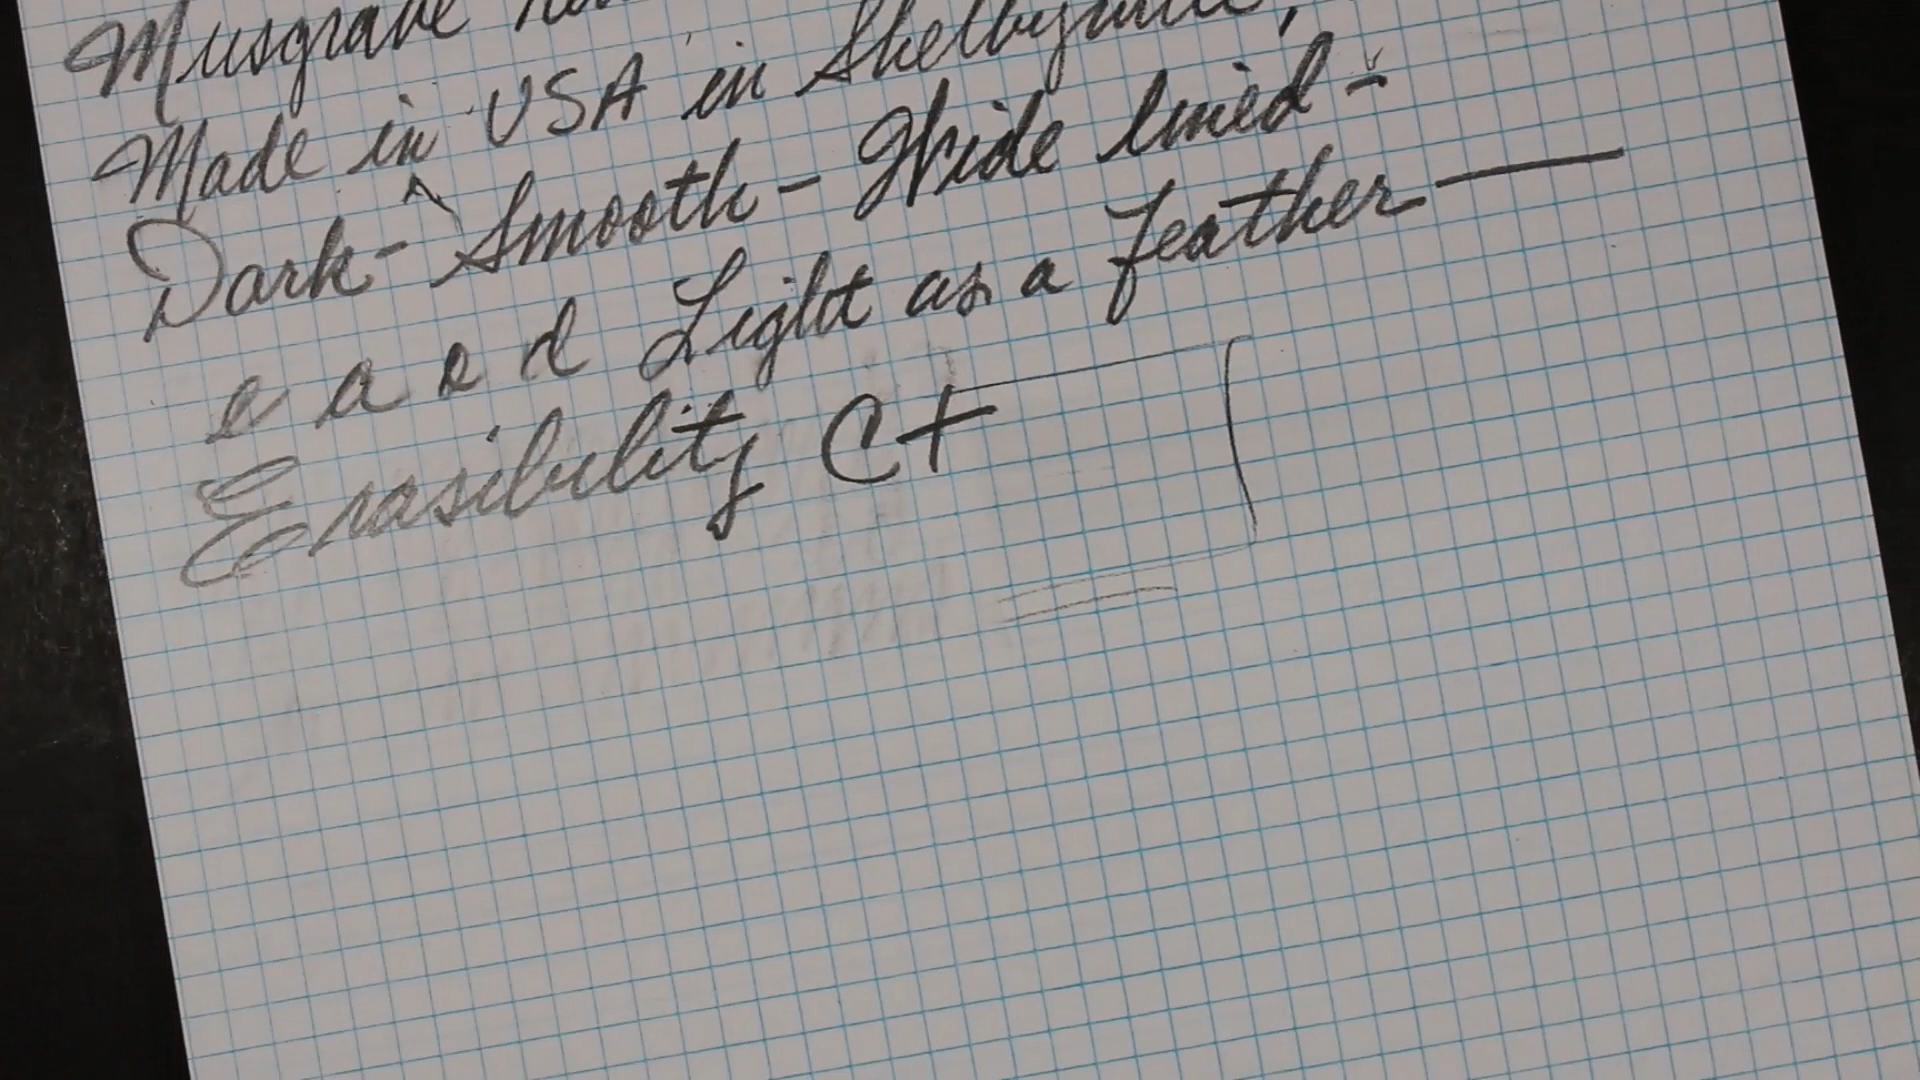 Musgrave
Made in USA in Shelbyville,
Dark - Smooth - Wide lined -
e a e d Light as a feather —
Erasibility C+